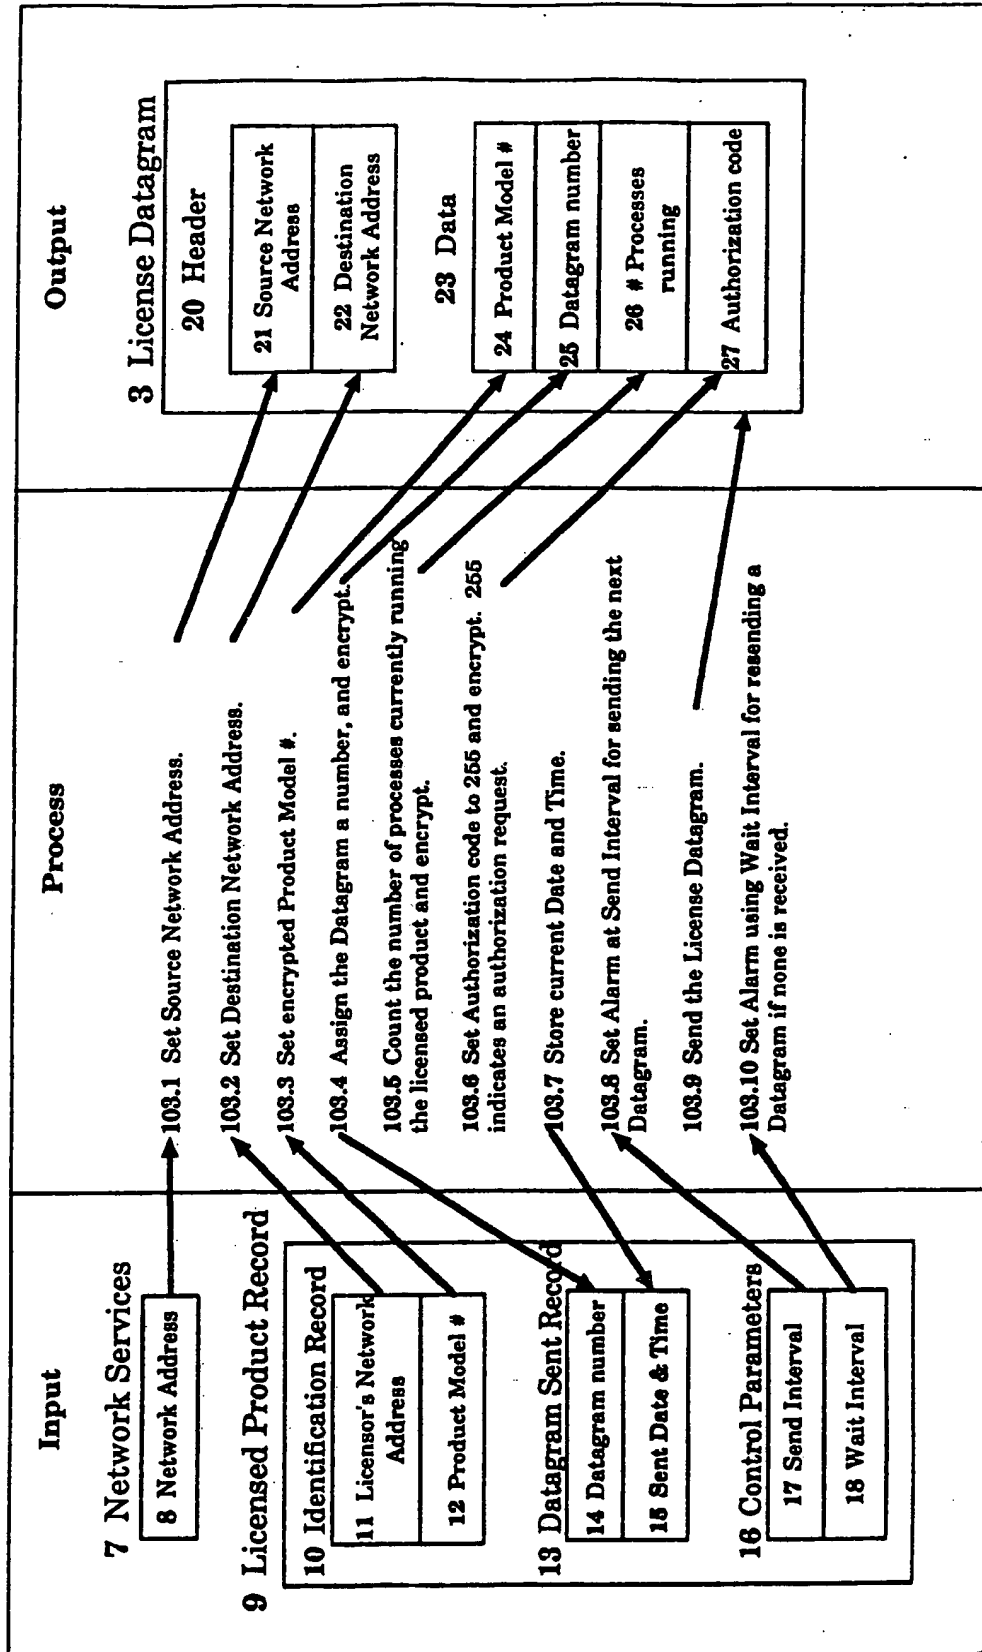 Input
7 Network Services
8 Network Address
9 Licensed Product Record
10 Identification Record
11 Licensor's Network
Address
12 Product Model #
13 Datagram Sent Record
14 Datagram number
15 Sent Date & Time
16 Control Parameters
17 Send Interval
18 Wait Interval
Process
103.1 Set Source Network Address.
103.2 Set Destination Network Address.
103.3 Set encrypted Product Model #.
103.4 Assign the Datagram a number, and encrypt.
103.5 Count the number of processes currently running
the licensed product and encrypt.
103.6 Set Authorization code to 255 and encrypt. 255
indicates an authorization request.
103.7 Store current Date and Time.
103.8 Set Alarm at Send Interval for sending the next
Datagram.
103.9 Send the License Datagram.
103.10 Set Alarm using Wait Interval for resending a
Datagram if none is received.
Output
3 License Datagram
20 Header
21 Source Network
Address
22 Destination
Network Address
23 Data
24 Product Model #
25 Datagram number
26 # Processes
running
27 Authorization code